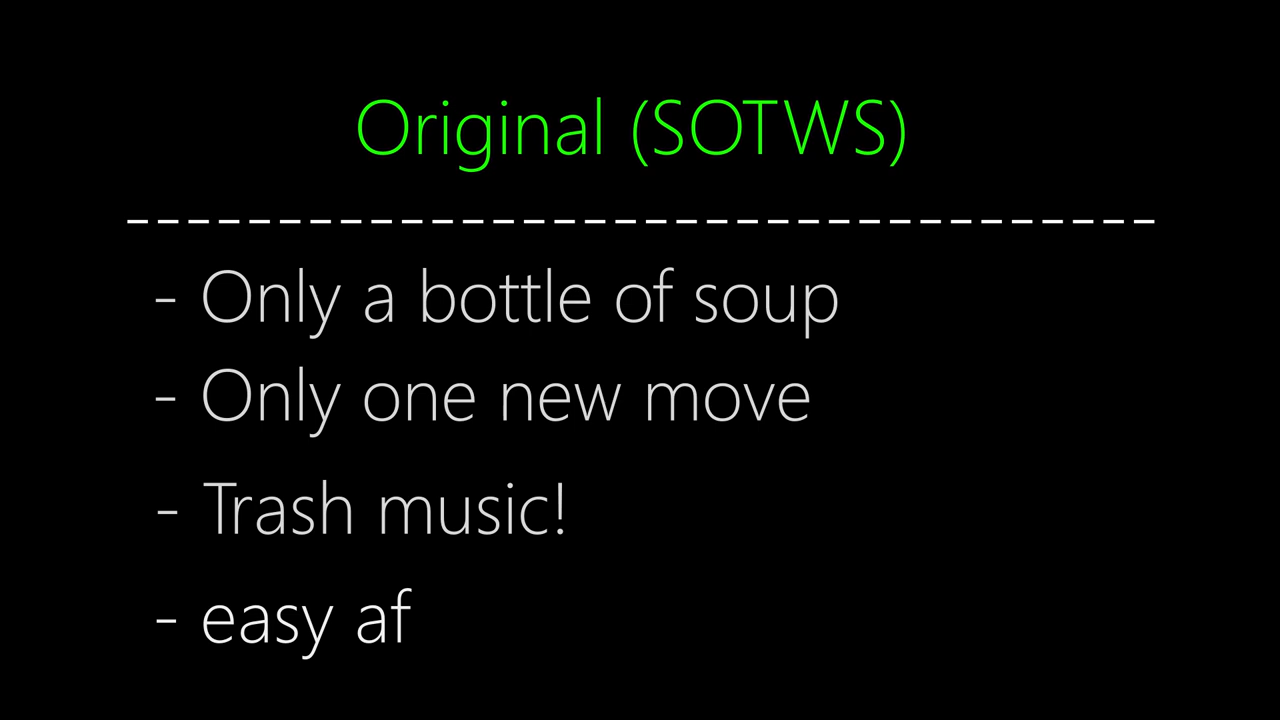 Original (SOTWS)
----------------------------------
- Only a bottle of soup
- Only one new move
- Trash music!
- easy af